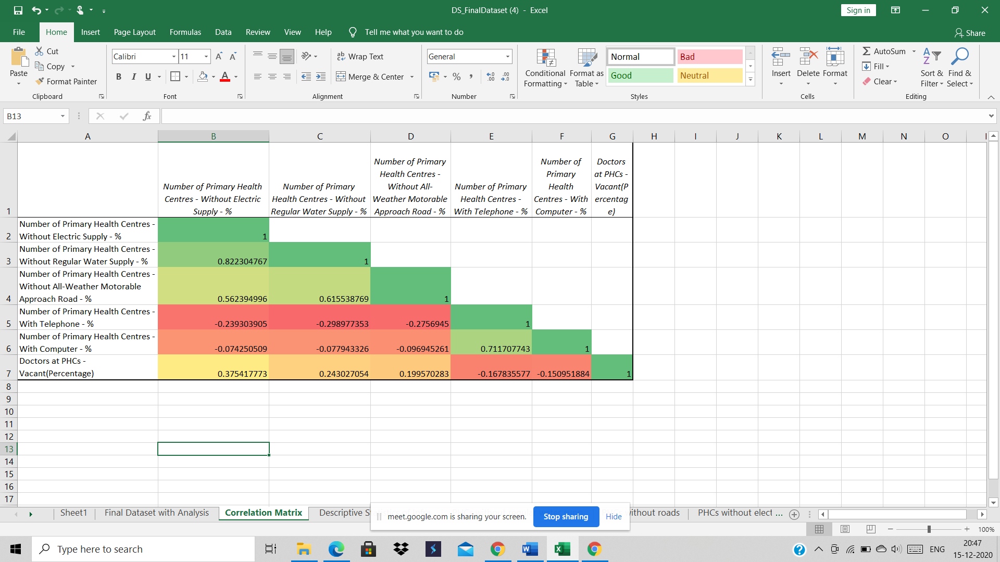 DS_FinalDataset (4) - Excel
Sign in
File Home Insert Page Layout Formulas Data Review View Help Tell me what you want to do Share
Paste
Cut
Copy
Format Painter
Clipboard
Calibri 11
B I U A
Font
ab Wrap Text
Merge & Center
Alignment
General
% , .00 .00
Number
Conditional Formatting
Format as Table
Normal Bad
Good Neutral
Styles
Insert Delete Format
Cells
AutoSum
Fill
Clear
Sort & Filter
Find & Select
Editing
B13 fx
A B C D E F G H I J K L M N O
1
Number of Primary Health
Centres - Without Electric
Supply - %
Number of Primary
Health Centres - Without
Regular Water Supply - %
Number of Primary
Health Centres -
Without All-
Weather Motorable
Approach Road - %
Number of Primary
Health Centres -
With Telephone - %
Number of
Primary
Health
Centres - With
Computer - %
Doctors
at PHCs -
Vacant(P
ercentag
e)
Number of Primary Health Centres -
2 Without Electric Supply - % 1
Number of Primary Health Centres -
3 Without Regular Water Supply - % 0.822304767 1
Number of Primary Health Centres -
Without All-Weather Motorable
4 Approach Road - % 0.562394996 0.615538769 1
Number of Primary Health Centres -
5 With Telephone - % -0.239303905 -0.298977353 -0.2756945 1
Number of Primary Health Centres -
6 With Computer - % -0.074250509 -0.077943326 -0.096945261 0.711707743 1
Doctors at PHCs -
7 Vacant(Percentage) 0.375417773 0.243027054 0.199570283 -0.167835577 -0.150951884 1
8
9
10
11
12
13
14
15
16
17
Sheet1 Final Dataset with Analysis Correlation Matrix Descriptive ithout roads PHCs without elect ...
meet.google.com is sharing your screen. Stop sharing Hide
100%
Type here to search
ENG
20:47
15-12-2020